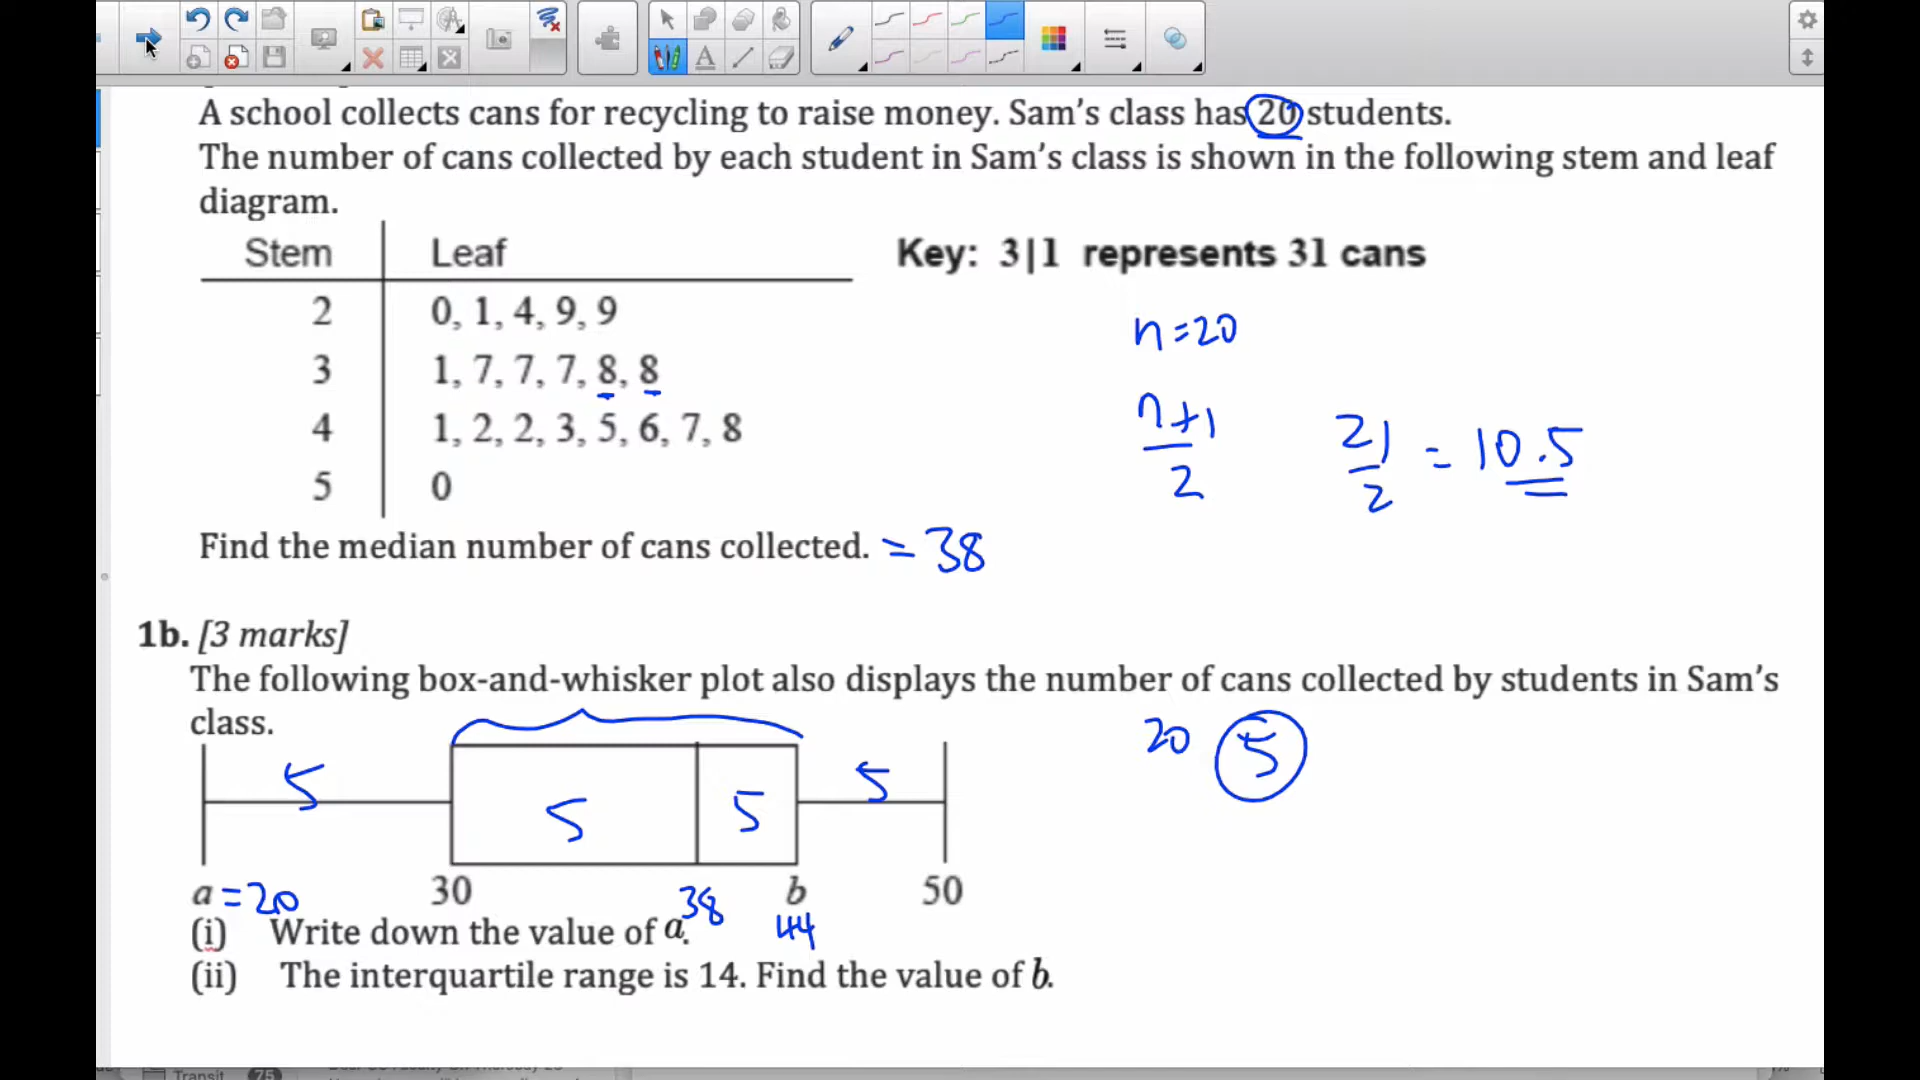 A school collects cans for recycling to raise money. Sam's class has 20 students.
The number of cans collected by each student in Sam's class is shown in the following stem and leaf
diagram.
Stem Leaf
Key: 3|1 represents 31 cans
2 0, 1, 4, 9, 9
3 1, 7, 7, 7, 8, 8
4 1, 2, 2, 3, 5, 6, 7, 8
5 0
n=20
n+1
2
21
2
= 10.5
Find the median number of cans collected. = 38
1b. [3 marks]
The following box-and-whisker plot also displays the number of cans collected by students in Sam's
class.
20 5
5 5 5 5
a = 20 30 38 b 50
44
(i) Write down the value of a.
(ii) The interquartile range is 14. Find the value of b.
Transit 75